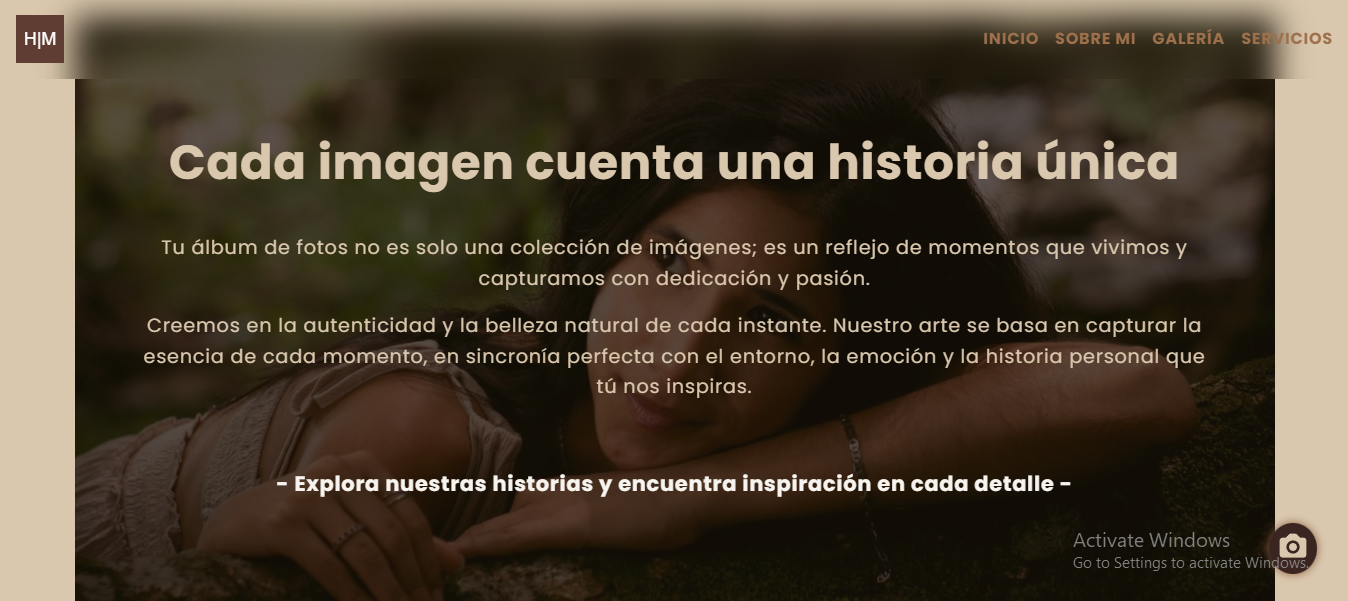 H|M
INICIO SOBRE MI GALERÍA SERVICIOS
Cada imagen cuenta una historia única
Tu álbum de fotos no es solo una colección de imágenes; es un reflejo de momentos que vivimos y
capturamos con dedicación y pasión.
Creemos en la autenticidad y la belleza natural de cada instante. Nuestro arte se basa en capturar la
esencia de cada momento, en sincronía perfecta con el entorno, la emoción y la historia personal que
tú nos inspiras.
- Explora nuestras historias y encuentra inspiración en cada detalle -
Activate Windows
Go to Settings to activate Windows.